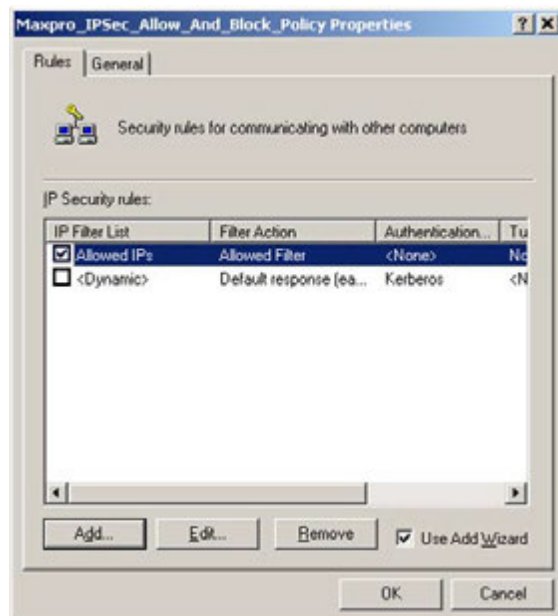 Maxpro_IPSec_Allow_And_Block_Policy Properties
Rules General
Security rules for communicating with other computers
IP Security rules:
IP Filter List Filter Action Authentication... Tu
Allowed IPs Allowed Filter <None> No
<Dynamic> Default response (ea... Kerberos <N
Add... Edit... Remove Use Add Wizard
OK Cancel